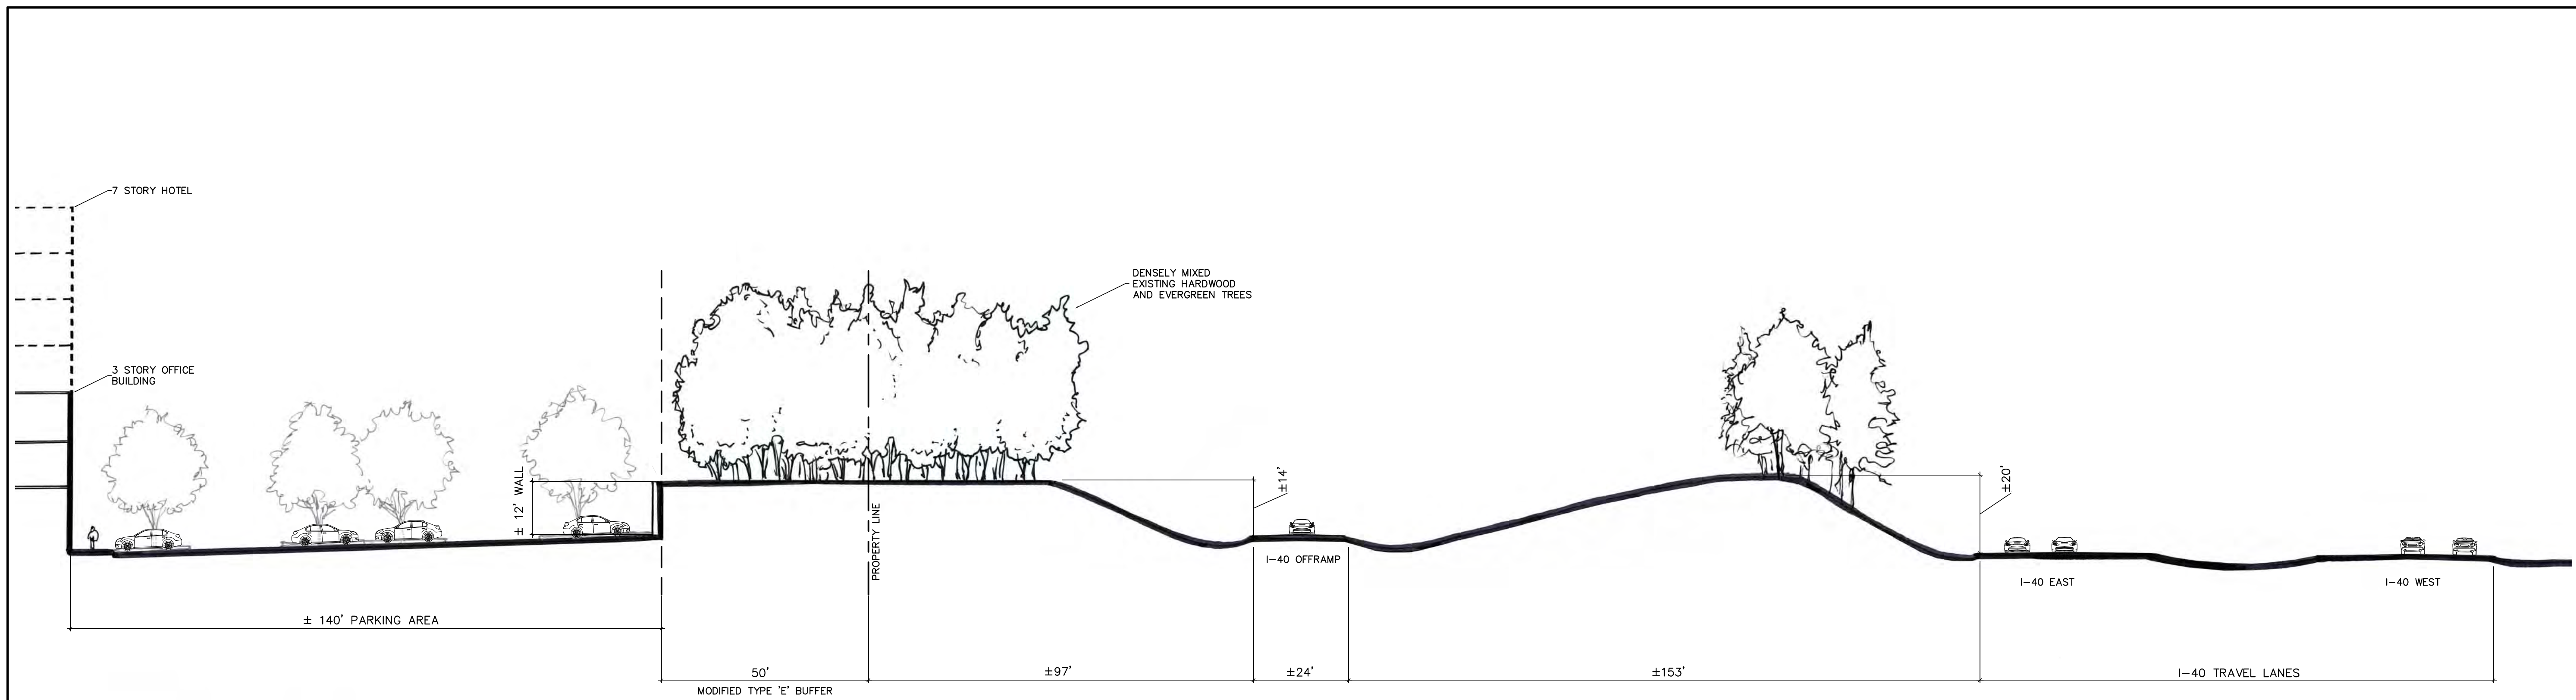 7 STORY HOTEL
3 STORY OFFICE
BUILDING
DENSELY MIXED
EXISTING HARDWOOD
AND EVERGREEN TREES
± 12' WALL
PROPERTY LINE
±14'
±20'
I-40 OFFRAMP
I-40 EAST
I-40 WEST
± 140' PARKING AREA
50'
±97'
±24'
±153'
I-40 TRAVEL LANES
MODIFIED TYPE 'E' BUFFER